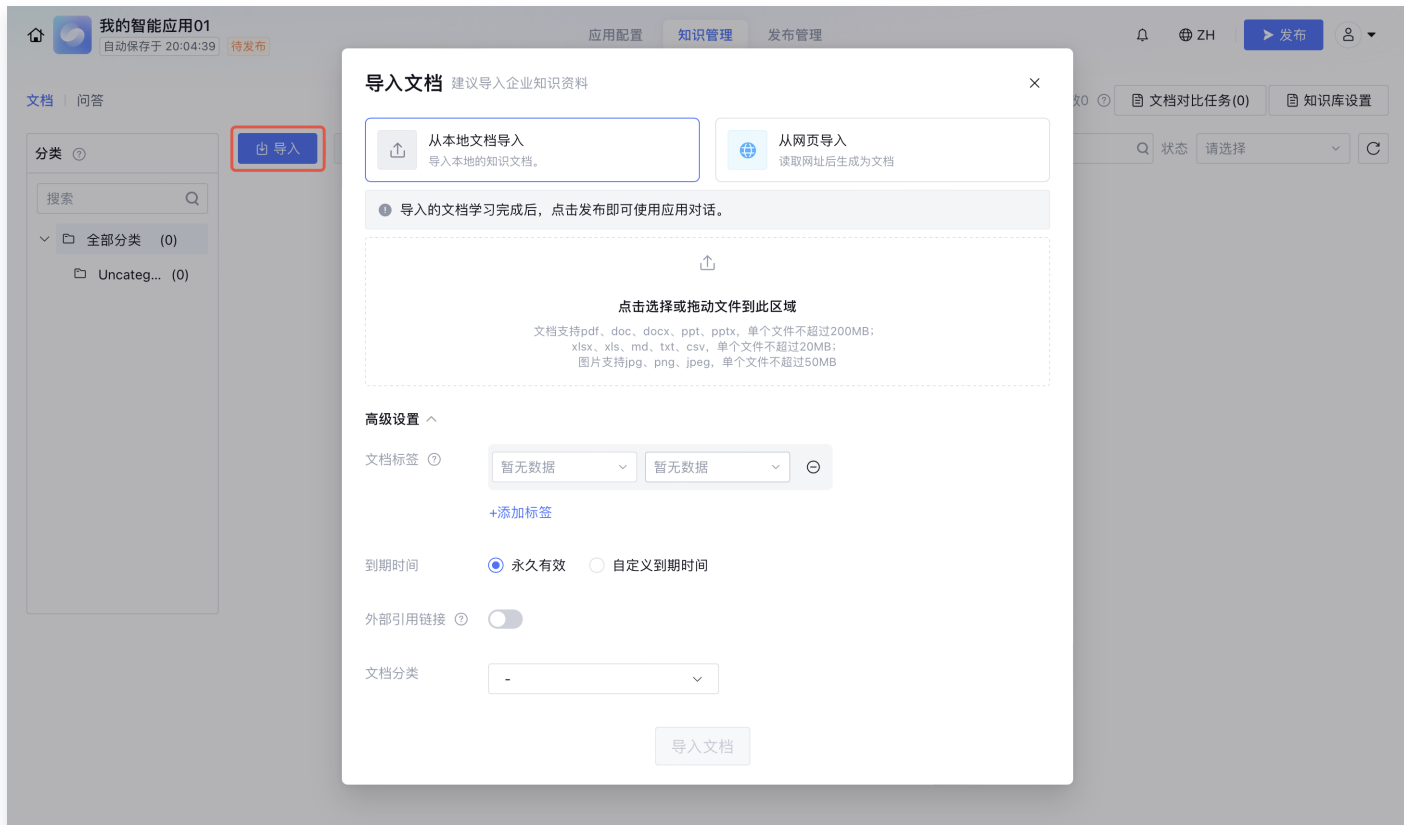 我的智能应用01
自动保存于 20:04:39 待发布
应用配置 知识管理 发布管理
ZH 发布
文档 问答
0 文档对比任务(0) 知识库设置
分类
导入
状态 请选择
搜索
全部分类 (0)
Uncateg... (0)
导入文档 建议导入企业知识资料
从本地文档导入
导入本地的知识文档。
从网页导入
读取网址后生成为文档
导入的文档学习完成后，点击发布即可使用应用对话。
点击选择或拖动文件到此区域
文档支持pdf、doc、docx、ppt、pptx，单个文件不超过200MB；
xlsx、xls、md、txt、csv，单个文件不超过20MB；
图片支持jpg、png、jpeg，单个文件不超过50MB
高级设置
文档标签 暂无数据 暂无数据
+添加标签
到期时间 永久有效 自定义到期时间
外部引用链接
文档分类 -
导入文档